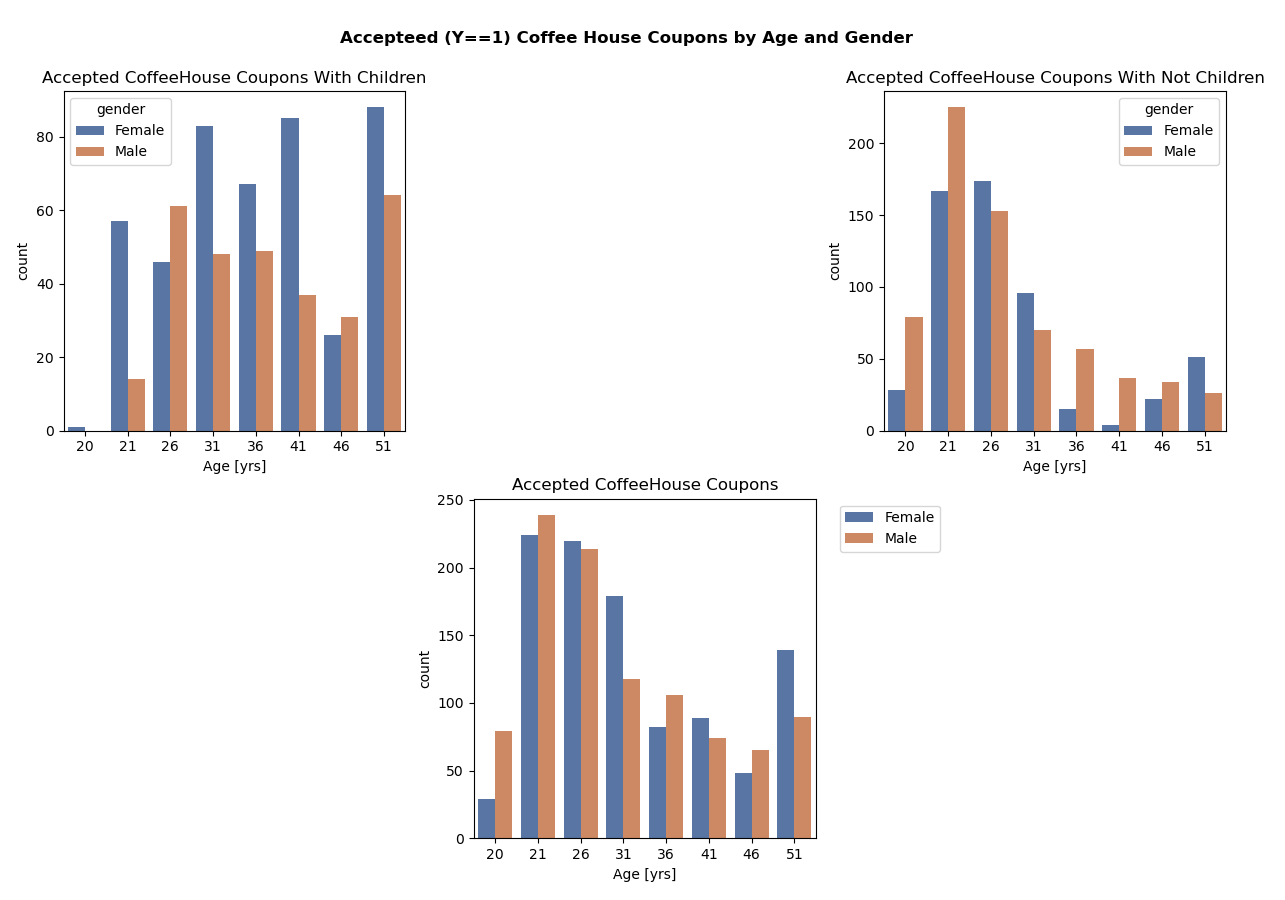 Accepteed (Y==1) Coffee House Coupons by Age and Gender
Accepted CoffeeHouse Coupons With Children
gender
Female
Male
80
60
40
20
0
count
20 21 26 31 36 41 46 51
Age [yrs]
Accepted CoffeeHouse Coupons With Not Children
gender
Female
Male
200
150
100
50
0
count
20 21 26 31 36 41 46 51
Age [yrs]
Accepted CoffeeHouse Coupons
250
200
150
100
50
0
count
20 21 26 31 36 41 46 51
Age [yrs]
Female
Male